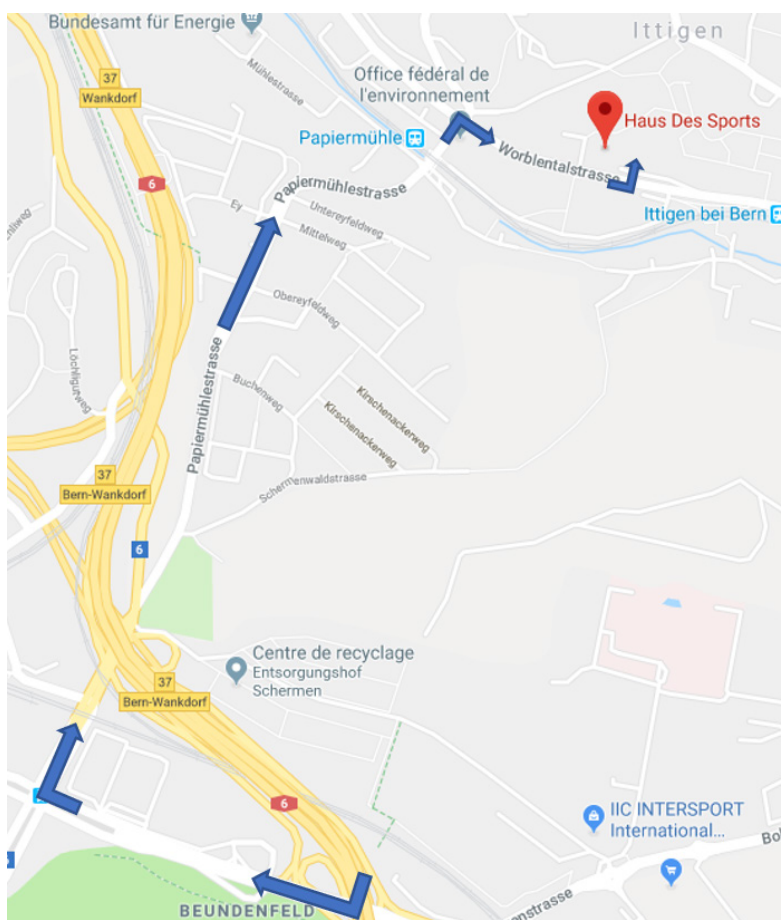 Bundesamt für Energie
Ittigen
37
Wankdorf
Mühlestrasse
Office fédéral de
l'environnement
Haus Des Sports
Papiermühle
Worblentalstrasse
6
Papiermühlestrasse
Ey
Untereyfeldweg
Mittelweg
Ittigen bei Bern
Obereyfeldweg
Löchligutweg
Papiermühlestrasse
Buchenweg
Kirschenackerweg
Kirschenackerweg
37
Bern-Wankdorf
Schermenwaldstrasse
6
Centre de recyclage
Entsorgungshof
Schermen
37
Bern-Wankdorf
6
IIC INTERSPORT
International...
BEUNDENFELD